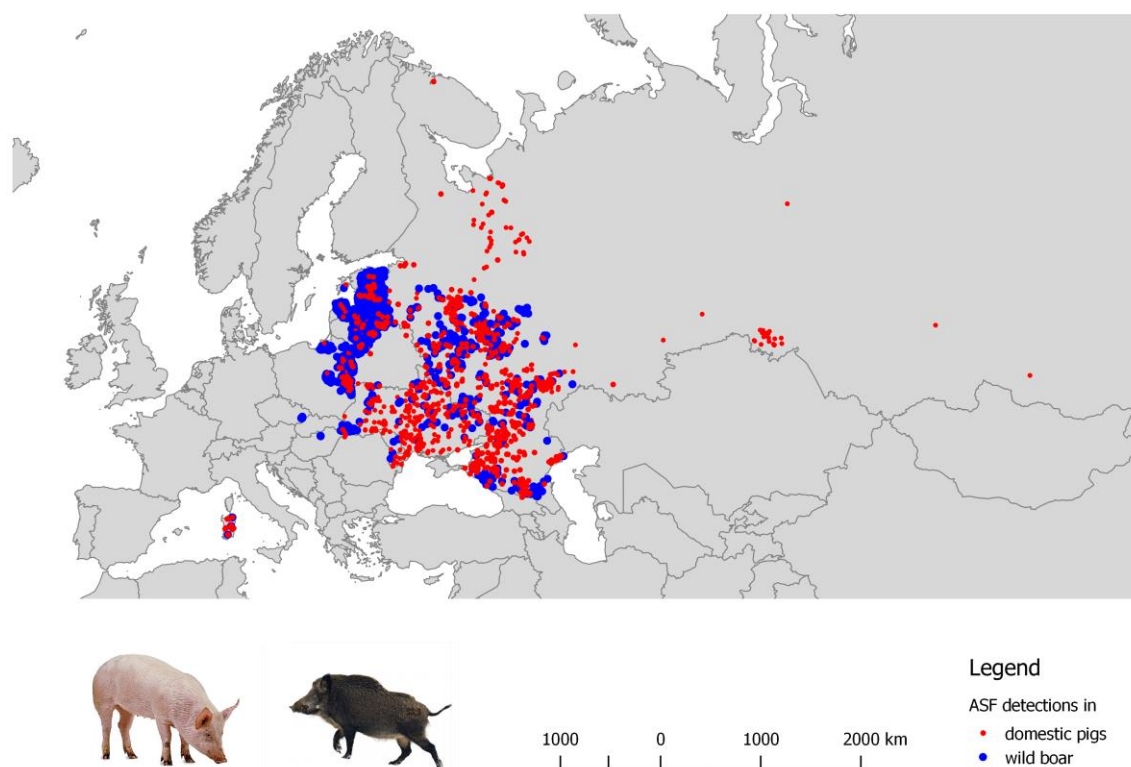 Legend
ASF detections in
domestic pigs
wild boar
1000 0 1000 2000 km